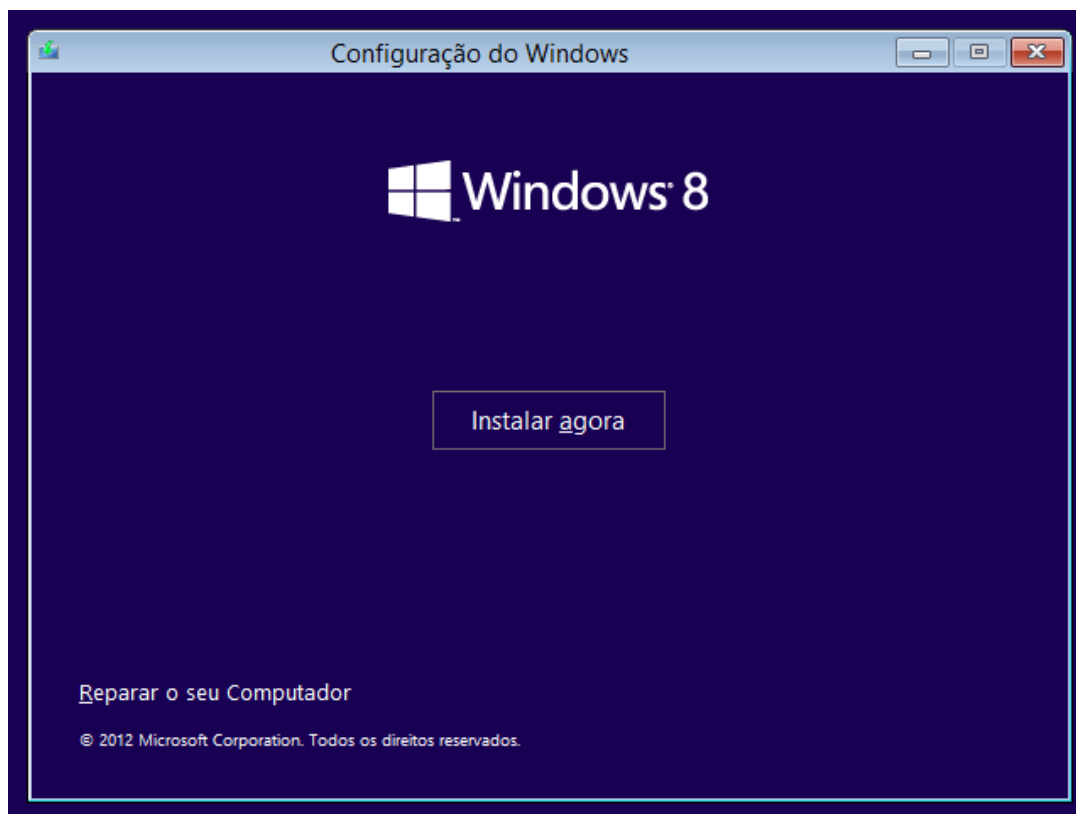 Configuração do Windows
Windows 8
Instalar agora
Reparar o seu Computador
© 2012 Microsoft Corporation. Todos os direitos reservados.